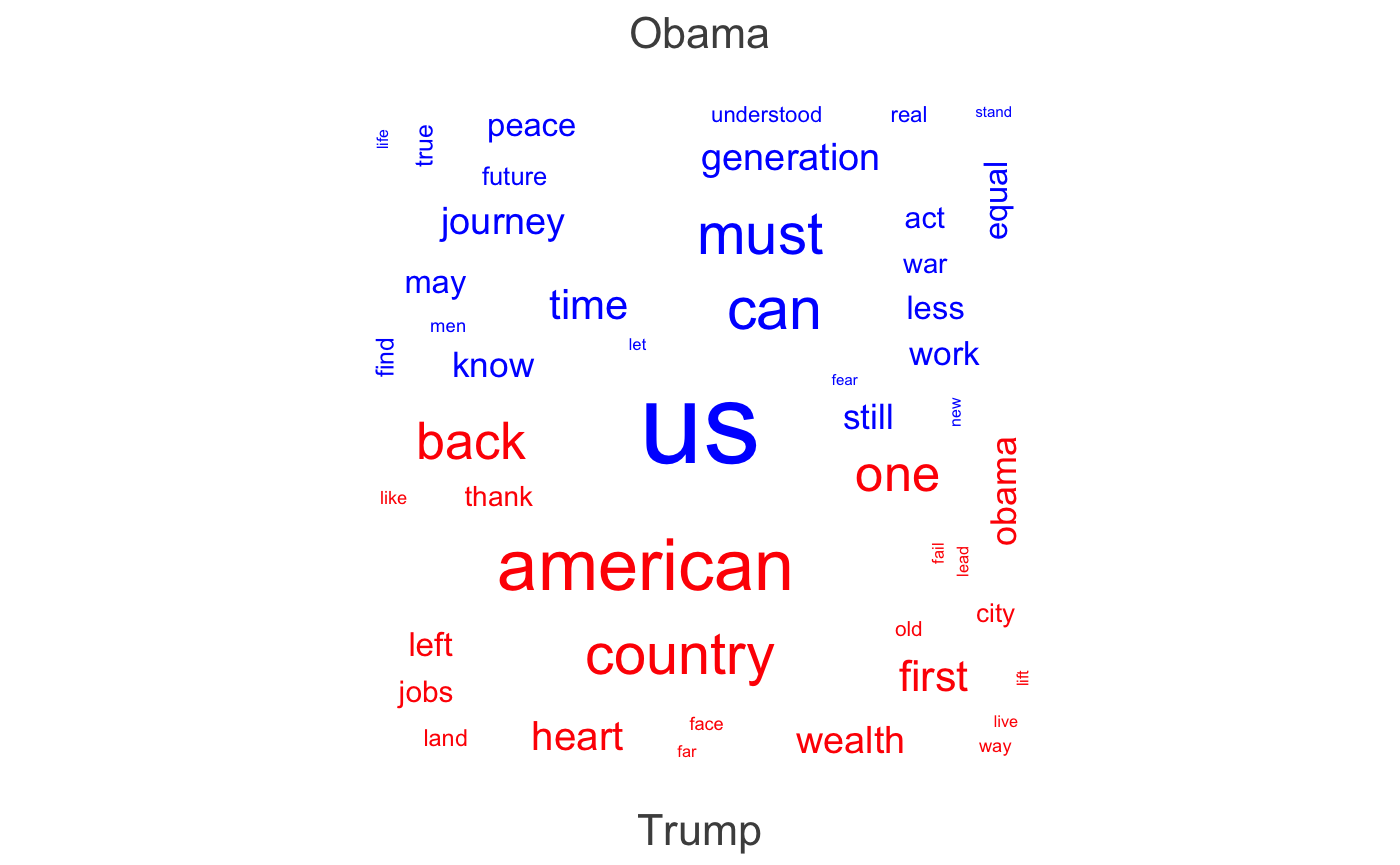 Obama
understood real stand
life true peace
generation
future
equal
journey must act
war
may time can less
men
let
find know work
fear
us still new
back one obama
like thank
american fail lead
city
old
left country first lift
jobs
face live
land heart wealth way
far
Trump